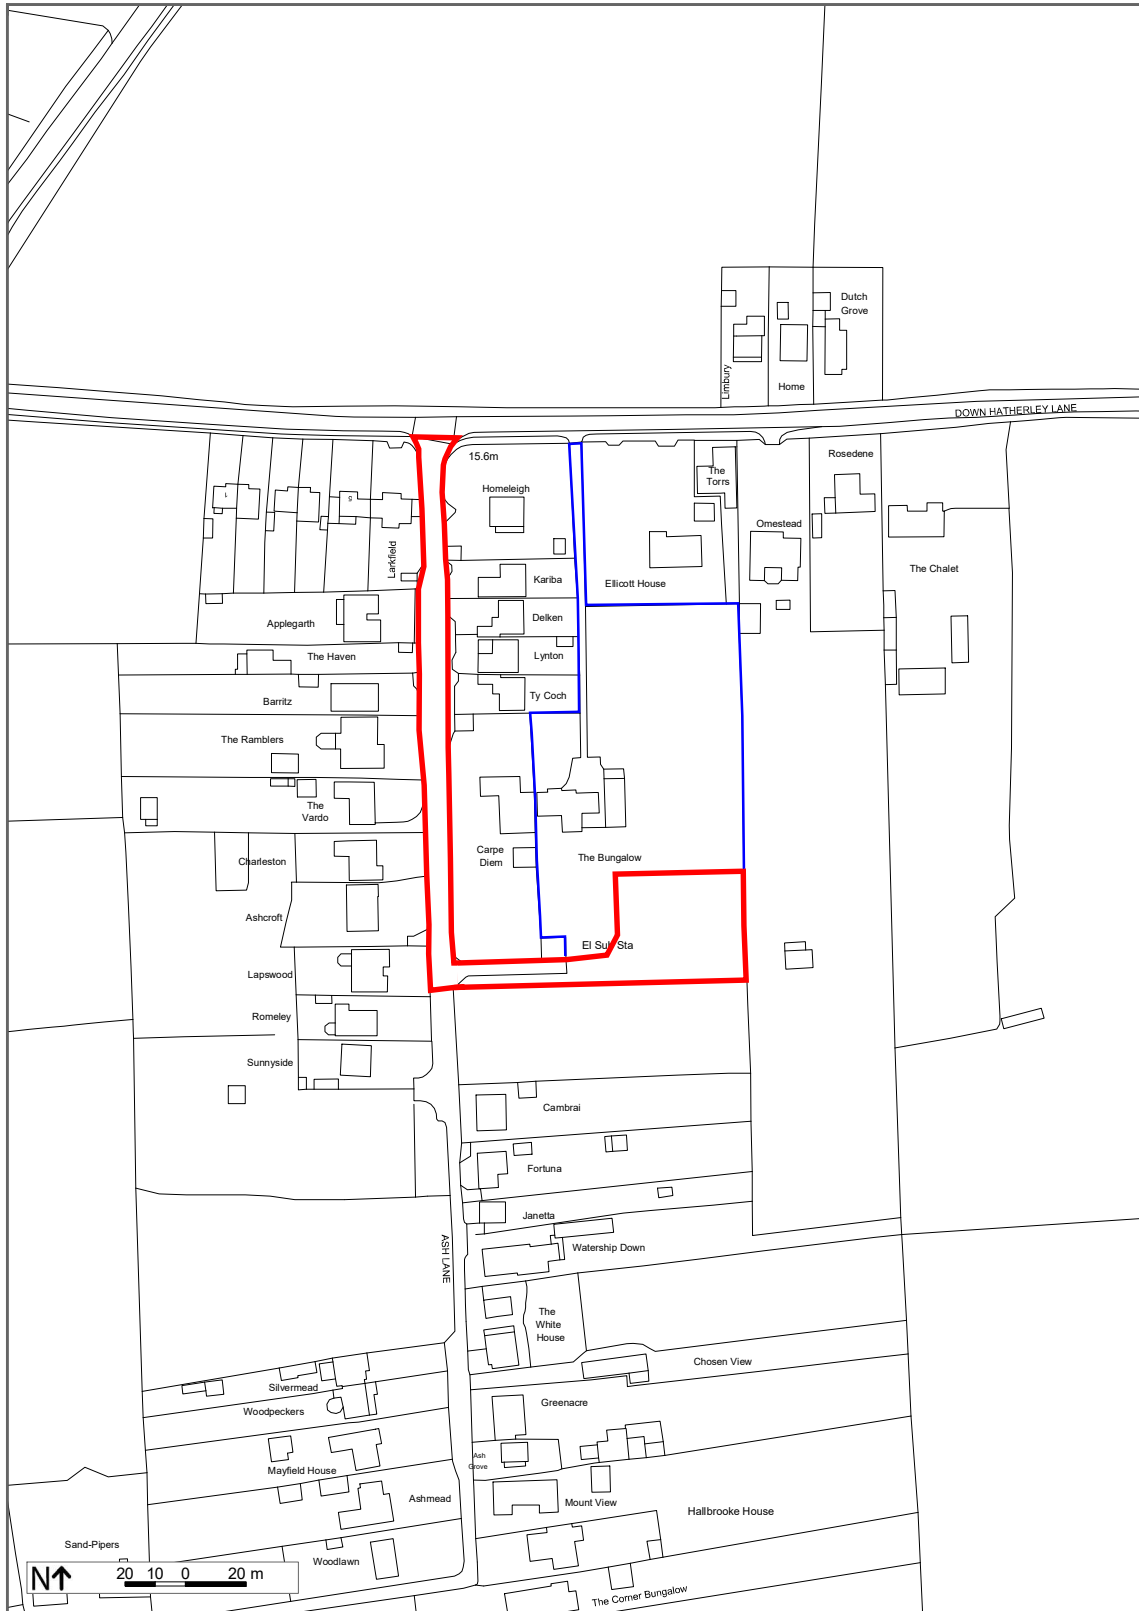 Dutch
Grove
Limbury
Home
DOWN HATHERLEY LANE
15.6m
Homeleigh
The
Torrs
Rosedene
1
5
Omestead
Larkfield
Kariba
Ellicott House
The Chalet
Applegarth
Delken
The Haven
Lynton
Barritz
Ty Coch
The Ramblers
The
Vardo
Charleston
Carpe
Diem
The Bungalow
Ashcroft
El Sub Sta
Lapswood
Romeley
Sunnyside
Cambrai
Fortuna
Janetta
ASH LANE
Watership Down
The
White
House
Chosen View
Silvermead
Greenacre
Woodpeckers
Ash
Grove
Mayfield House
Ashmead
Mount View
Hallbrooke House
Sand-Pipers
Woodlawn
The Corner Bungalow
N
20 10 0 20 m